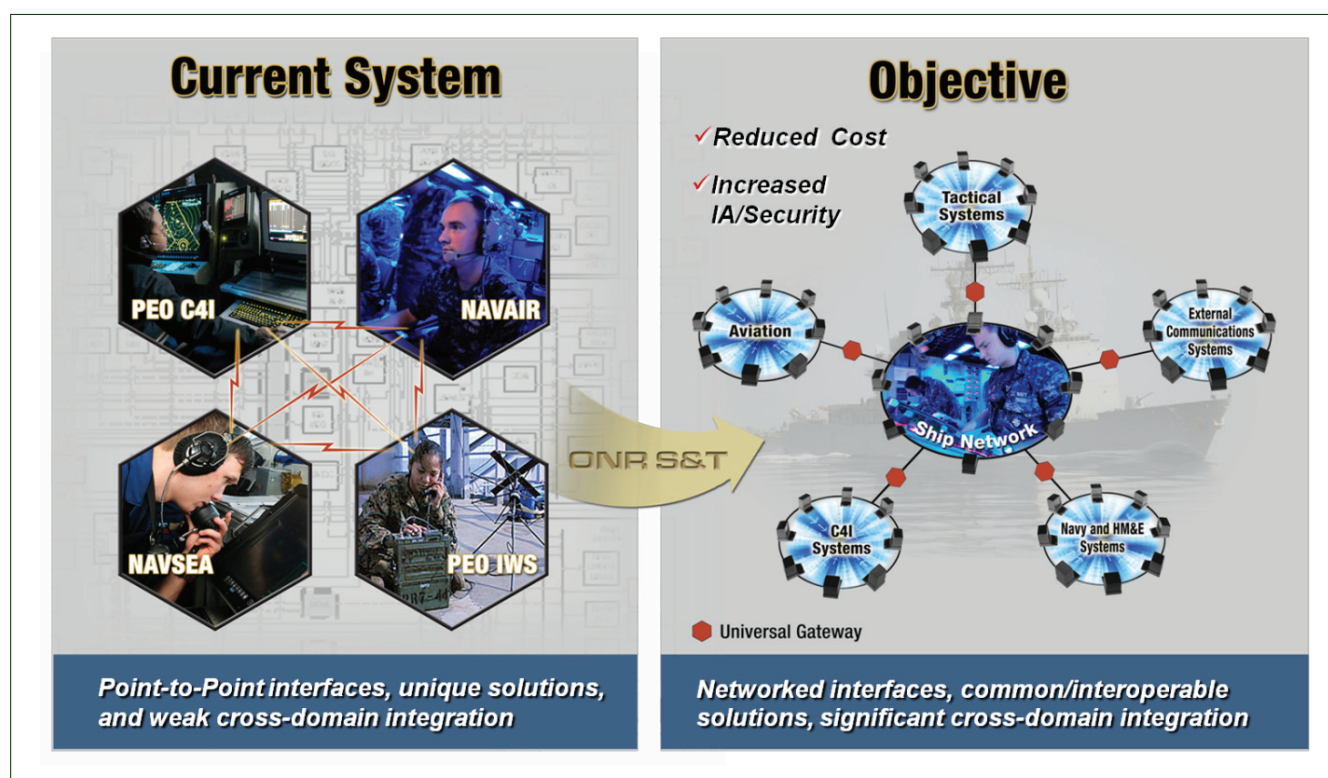 Current System
PEO C4I
NAVAIR
NAVSEA
PEO IWS
Point-to-Point interfaces, unique solutions,
and weak cross-domain integration
ONR S&T
Objective
✓Reduced Cost
✓Increased
IA/Security
Tactical
Systems
Aviation
External
Communications
Systems
Ship Network
C4I
Systems
Navy and HM&E
Systems
Universal Gateway
Networked interfaces, common/interoperable
solutions, significant cross-domain integration